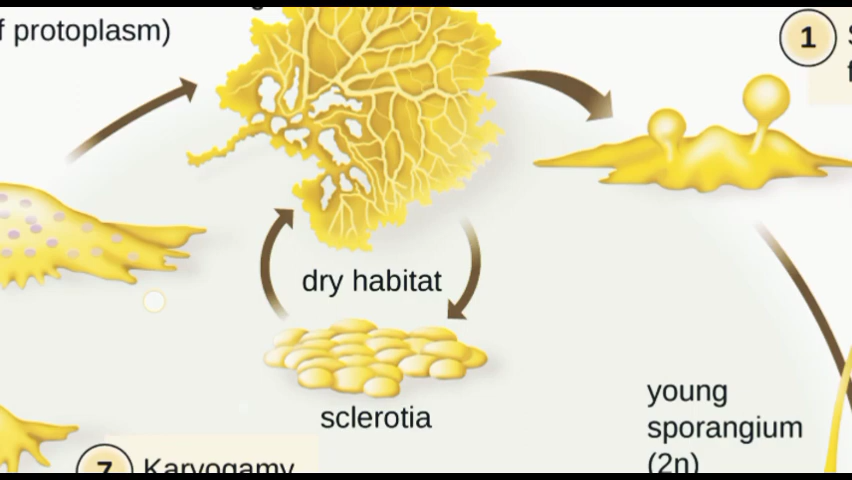 f protoplasm)
1
dry habitat
sclerotia
young
sporangium
(2n)
7 Karyogamy